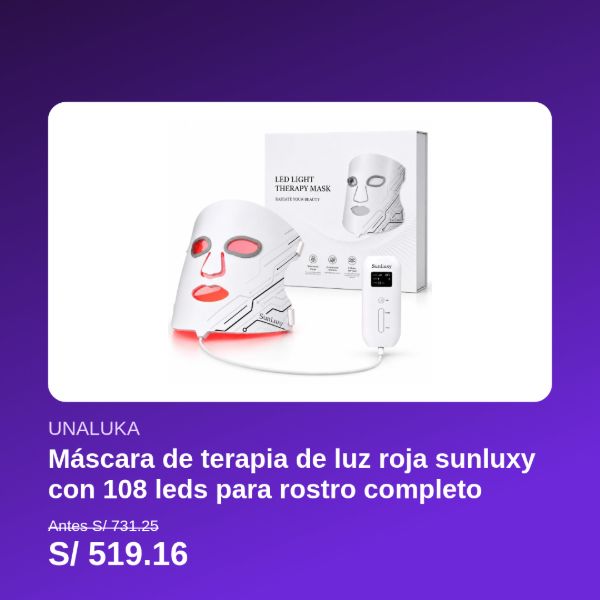 LED LIGHT
THERAPY MASK
RADIATE YOUR BEAUTY
SunLuxy
SunLuxy
UNALUKA
Máscara de terapia de luz roja sunluxy
con 108 leds para rostro completo
Antes S/ 731.25
S/ 519.16